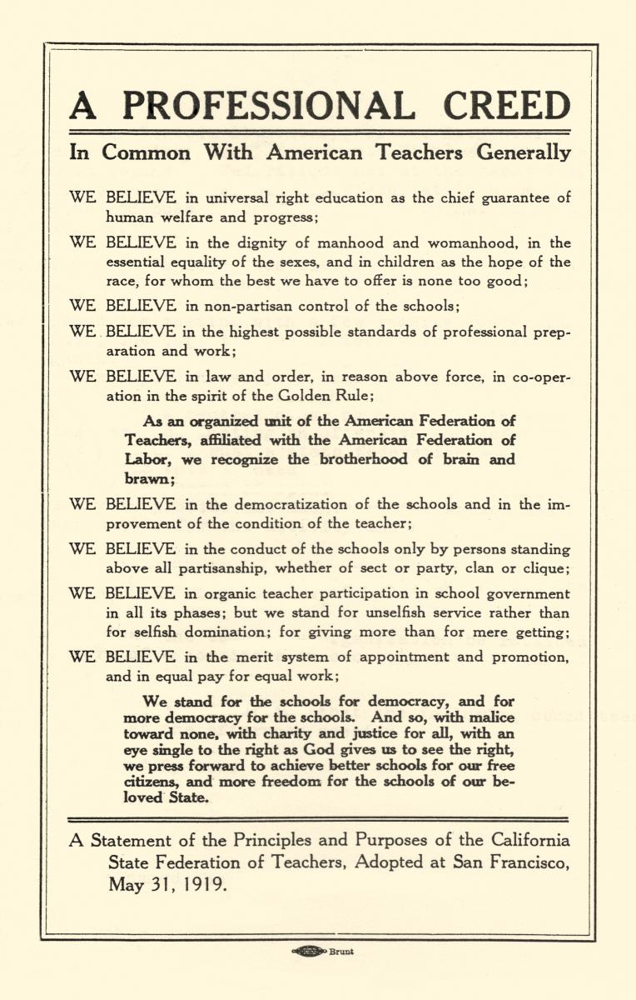 A PROFESSIONAL CREED
In Common With American Teachers Generally
WE BELIEVE in universal right education as the chief guarantee of
human welfare and progress;
WE BELIEVE in the dignity of manhood and womanhood, in the
essential equality of the sexes, and in children as the hope of the
race, for whom the best we have to offer is none too good;
WE BELIEVE in non-partisan control of the schools;
WE BELIEVE in the highest possible standards of professional prep-
aration and work;
WE BELIEVE in law and order, in reason above force, in co-oper-
ation in the spirit of the Golden Rule;
As an organized unit of the American Federation of
Teachers, affiliated with the American Federation of
Labor, we recognize the brotherhood of brain and
brawn;
WE BELIEVE in the democratization of the schools and in the im-
provement of the condition of the teacher;
WE BELIEVE in the conduct of the schools only by persons standing
above all partisanship, whether of sect or party, clan or clique;
WE BELIEVE in organic teacher participation in school government
in all its phases; but we stand for unselfish service rather than
for selfish domination; for giving more than for mere getting;
WE BELIEVE in the merit system of appointment and promotion,
and in equal pay for equal work;
We stand for the schools for democracy, and for
more democracy for the schools. And so, with malice
toward none, with charity and justice for all, with an
eye single to the right as God gives us to see the right,
we press forward to achieve better schools for our free
citizens, and more freedom for the schools of our be-
loved State.
A Statement of the Principles and Purposes of the California
State Federation of Teachers, Adopted at San Francisco,
May 31, 1919.
Brunt